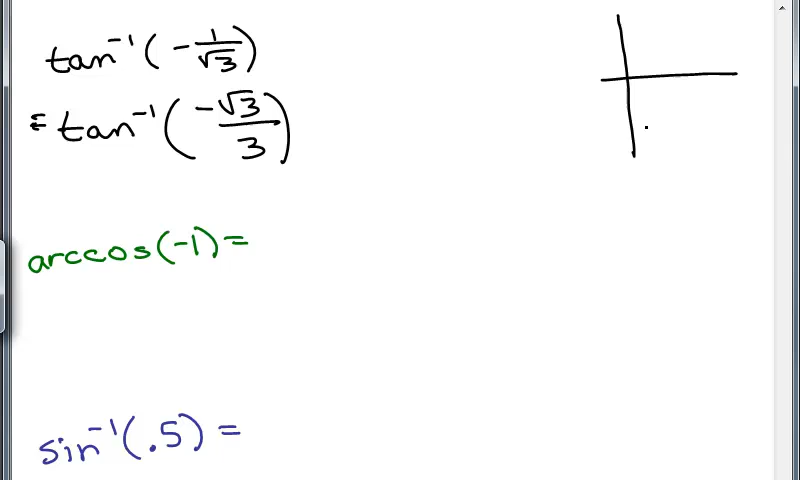 tan⁻¹(-1/√3)
= tan⁻¹(-√3/3)
arccos(-1)=
sin⁻¹(.5)=